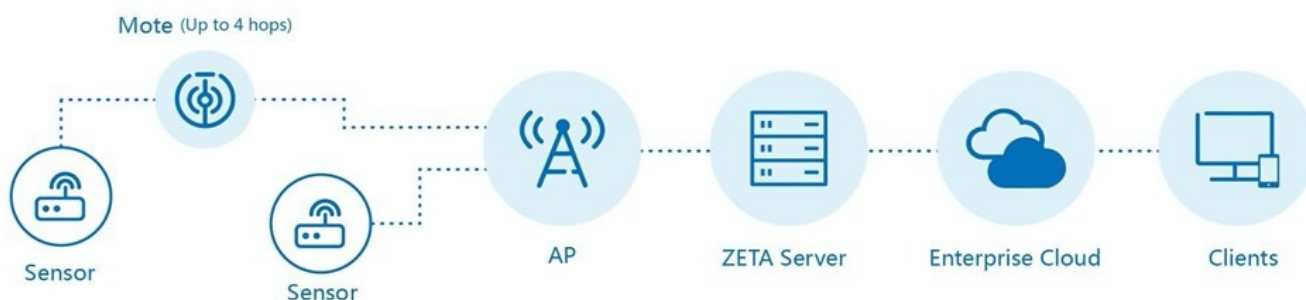 Mote (Up to 4 hops)
Sensor
Sensor
AP
ZETA Server
Enterprise Cloud
Clients